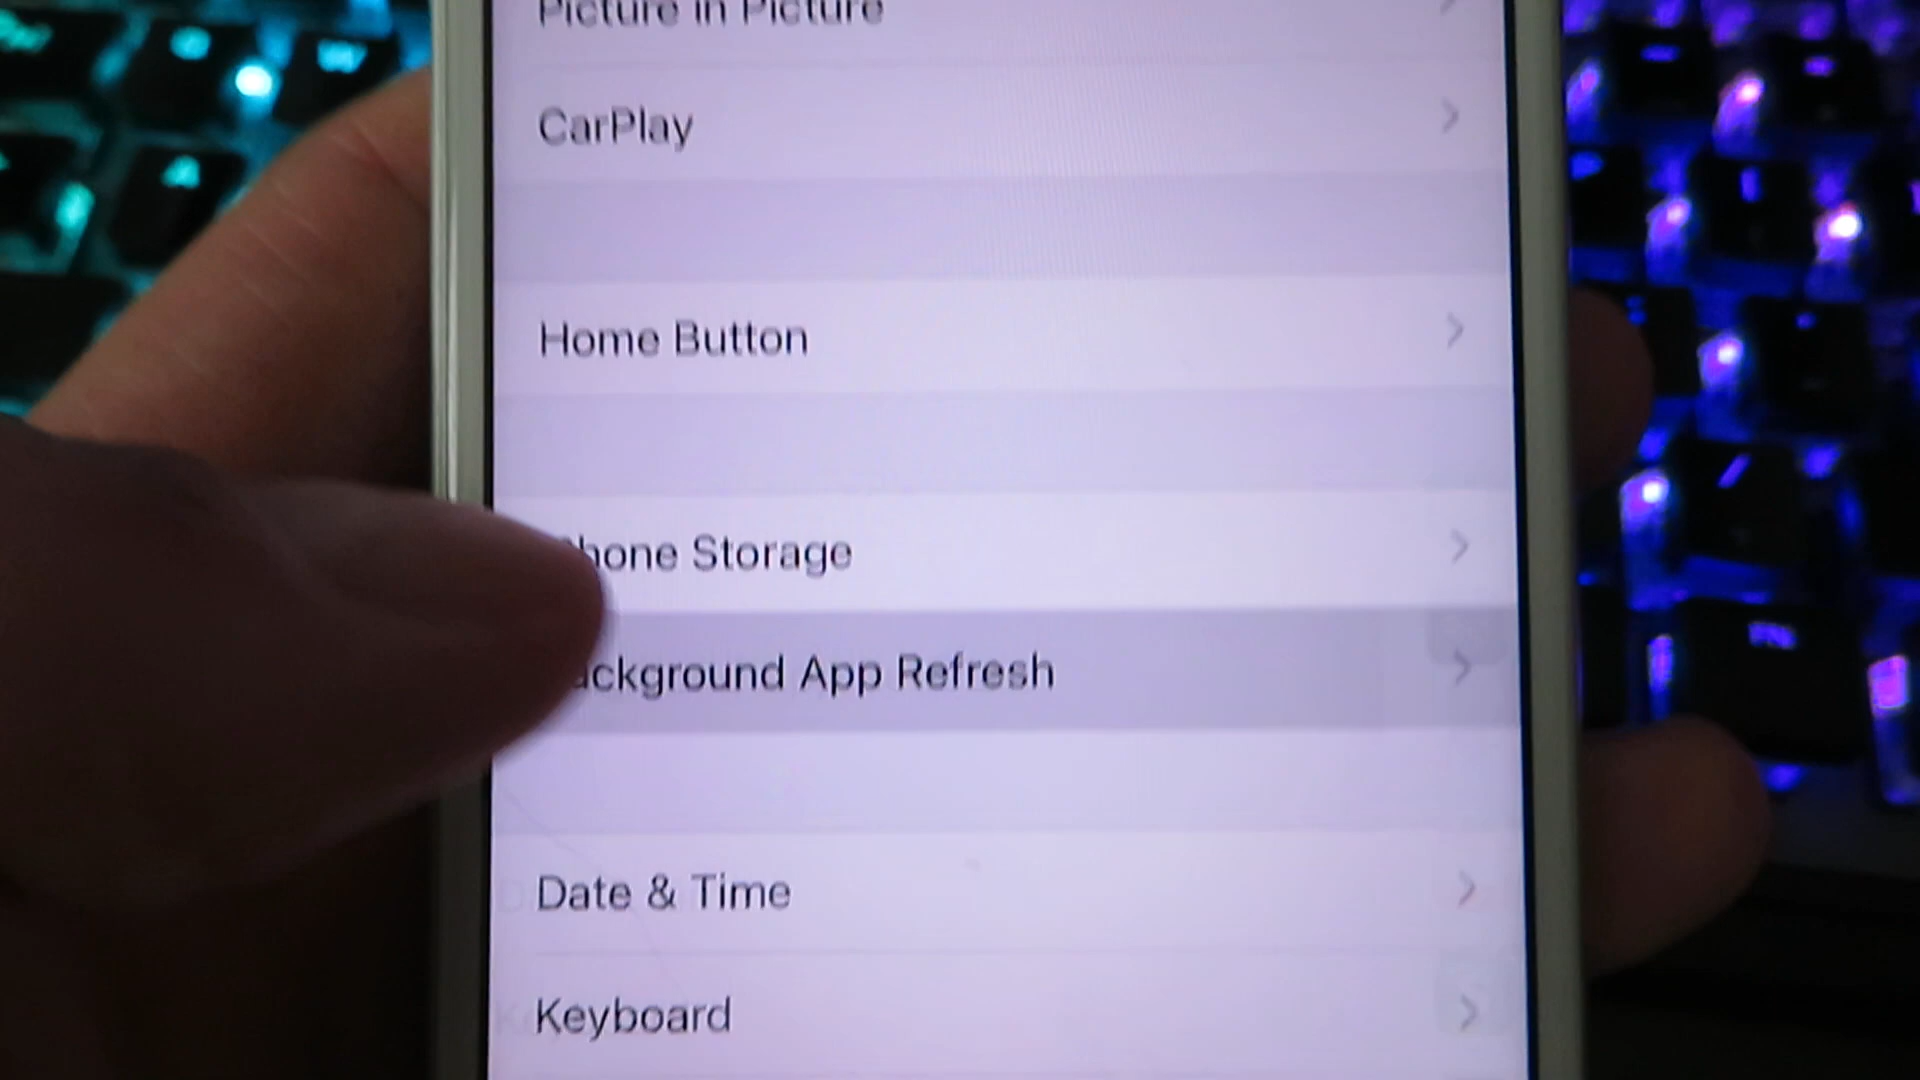 Picture in Picture
CarPlay
Home Button
hone Storage
ckground App Refresh
Date & Time
Keyboard